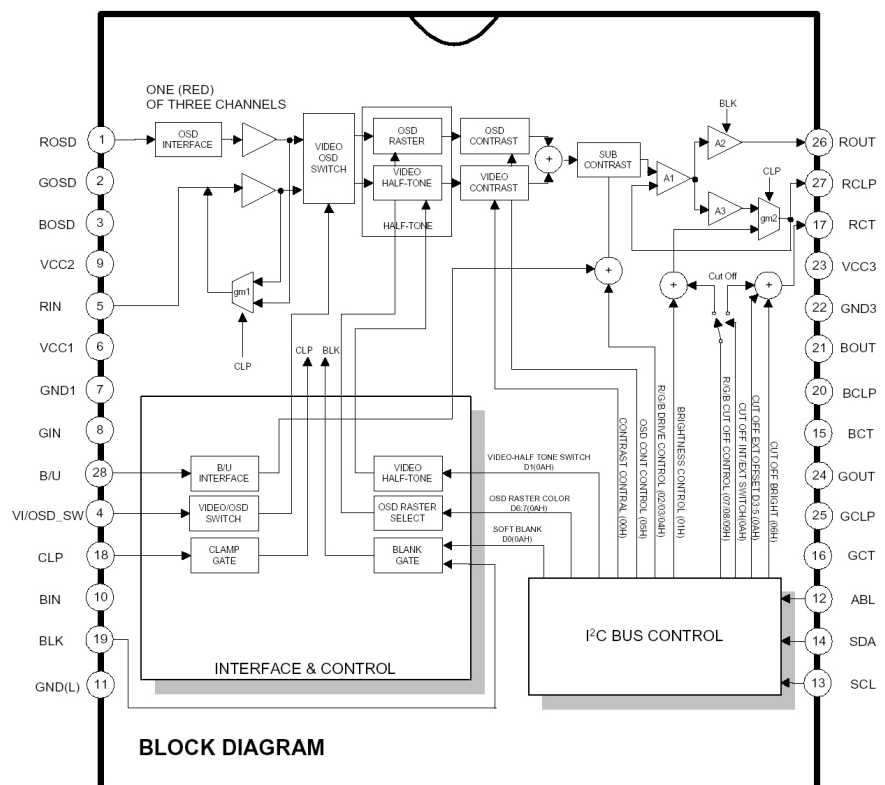 ONE (RED)
OF THREE CHANNELS
ROSD 1
GOSD 2
BOSD 3
VCC2 9
RIN 5
VCC1 6
GND1 7
GIN 8
B/U 28
VI/OSD_SW 4
CLP 18
BIN 10
BLK 19
GND(L) 11
OSD
INTERFACE
VIDEO
OSD
SWITCH
OSD
RASTER
VIDEO
HALF-TONE
HALF-TONE
OSD
CONTRAST
VIDEO
CONTRAST
+
SUB
CONTRAST
A1
BLK
A2
CLP
A3
gm2
gm1
CLP
+
+
Cut Off
+
26 ROUT
27 RCLP
17 RCT
23 VCC3
22 GND3
21 BOUT
20 BCLP
15 BCT
24 GOUT
25 GCLP
16 GCT
12 ABL
14 SDA
13 SCL
CLP
BLK
B/U
INTERFACE
VIDEO/OSD
SWITCH
CLAMP
GATE
VIDEO
HALF-TONE
OSD RASTER
SELECT
BLANK
GATE
INTERFACE & CONTROL
VIDEO-HALF TONE SWITCH
D1(0AH)
OSD RASTER COLOR
D6:7(0AH)
SOFT BLANK
D0(0AH)
CONTRAST CONTRAL (00H)
OSD CONT CONTROL (05H)
R/G/B DRIVE CONTROL (02/03/04H)
BRIGHTNESS CONTROL (01H)
R/G/B CUT OFF CONTROL (07/08/09H)
CUT OFF INT/EXT SWITCH(0AH)
CUT OFF EXT OFFSET D3:5 (0AH)
CUT OFF BRIGHT (06H)
I²C BUS CONTROL
BLOCK DIAGRAM